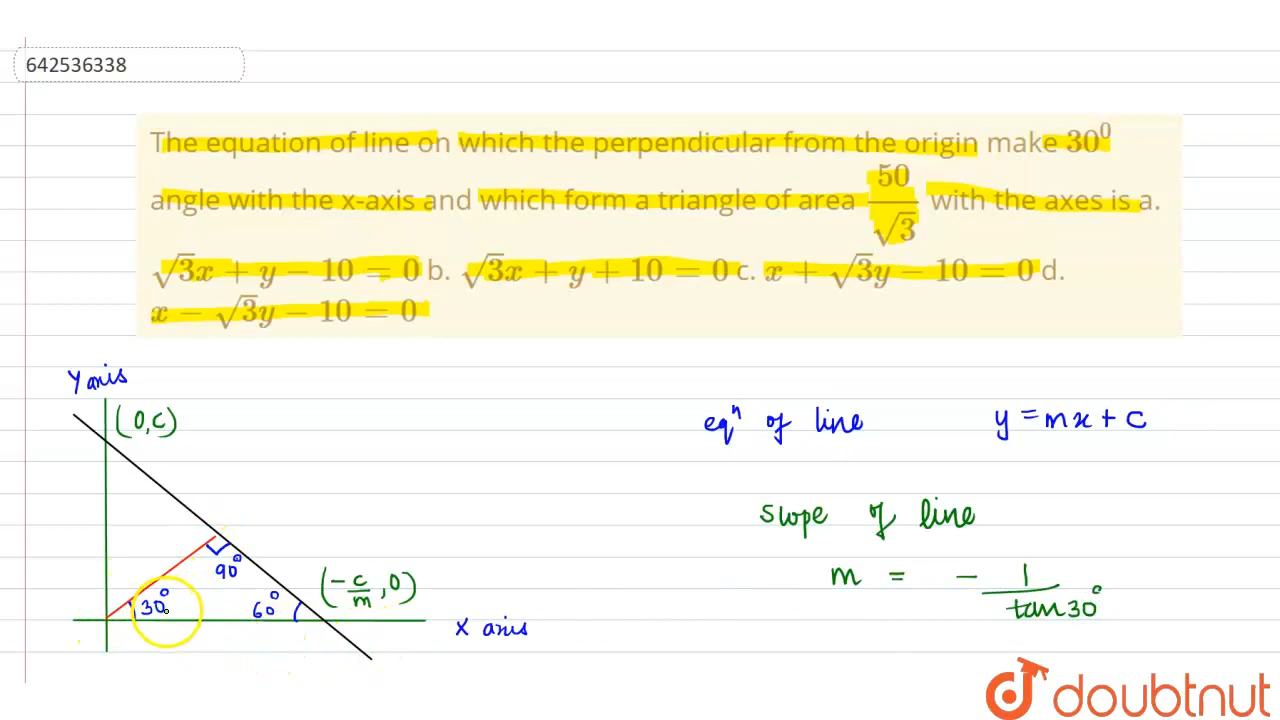 642536338
The equation of line on which the perpendicular from the origin make 30⁰
angle with the x-axis and which form a triangle of area 50/√3 with the axes is a.
√3x + y − 10 = 0 b. √3x + y + 10 = 0 c. x + √3y − 10 = 0 d.
x − √3y − 10 = 0
Y axis
(0,c)
eqⁿ of line y = mx + c
slope of line
m = − 1/tan30°
90°
(−c/m, 0)
30°
60°
X axis
doubtnut